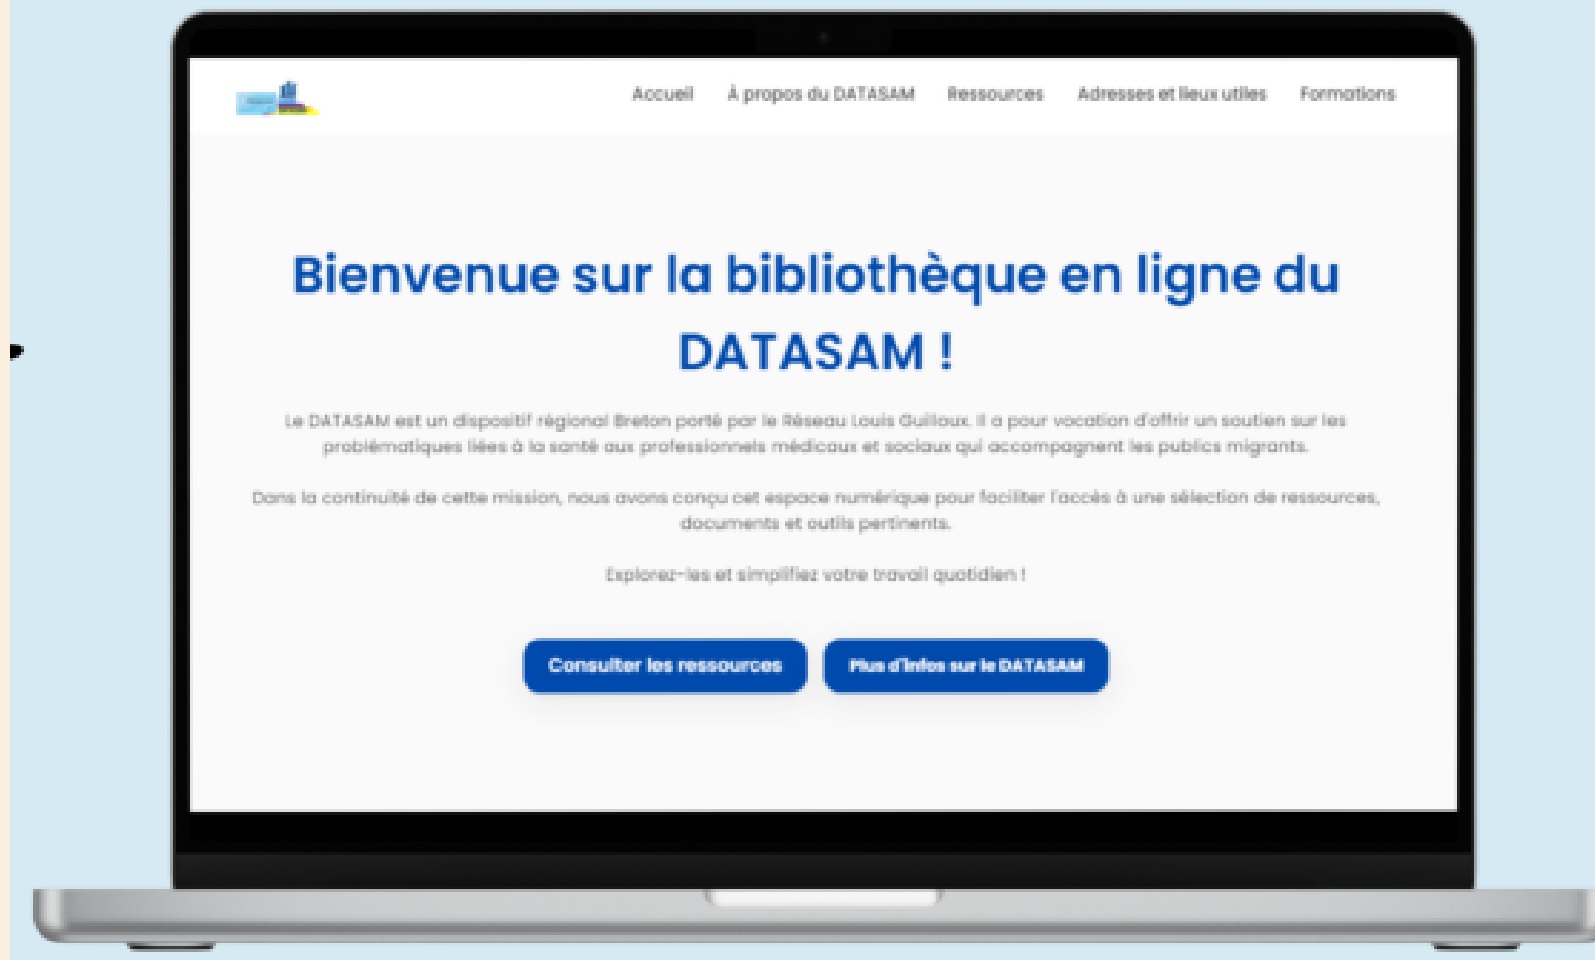 Accueil À propos du DATASAM Ressources Adresses et lieux utiles Formations
Bienvenue sur la bibliothèque en ligne du
DATASAM !
Le DATASAM est un dispositif régional Breton porté par le Réseau Louis Guilloux. Il a pour vocation d'offrir un soutien sur les
problématiques liées à la santé aux professionnels médicaux et sociaux qui accompagnent les publics migrants.
Dans la continuité de cette mission, nous avons conçu cet espace numérique pour faciliter l'accès à une sélection de ressources,
documents et outils pertinents.
Explorez-les et simplifiez votre travail quotidien !
Consulter les ressources Plus d'infos sur le DATASAM